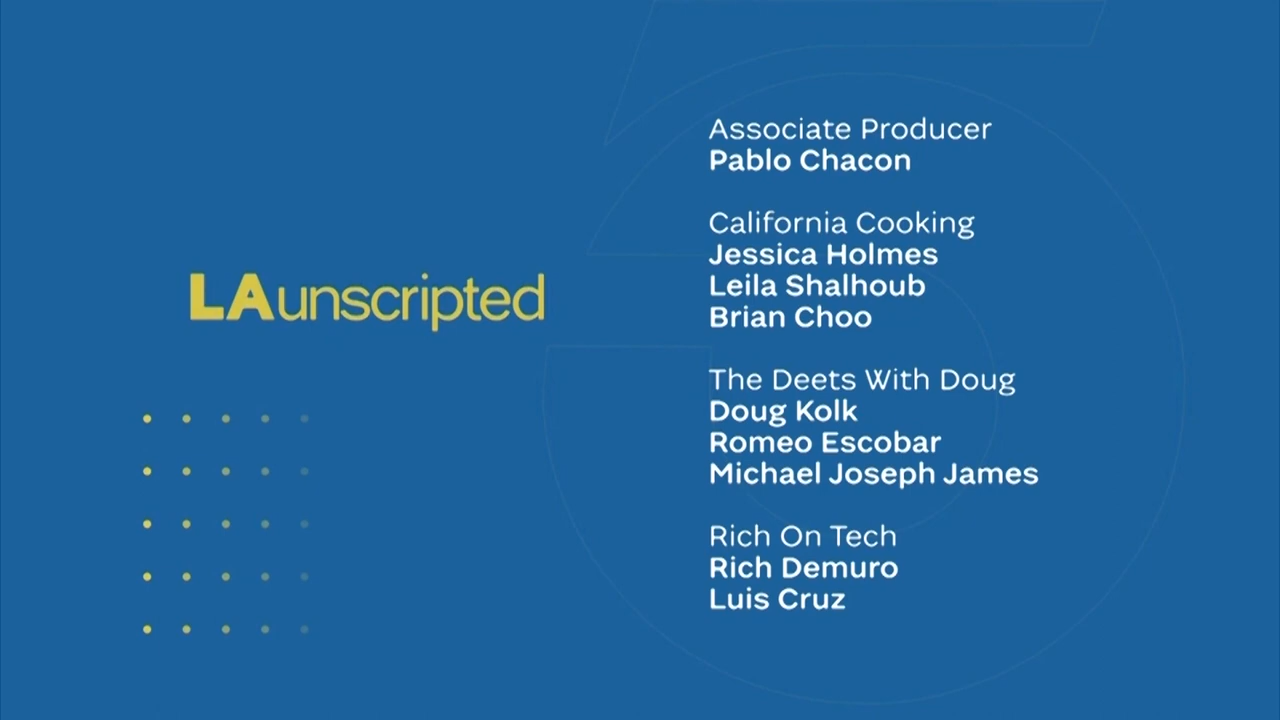 LAunscripted
Associate Producer
Pablo Chacon
California Cooking
Jessica Holmes
Leila Shalhoub
Brian Choo
The Deets With Doug
Doug Kolk
Romeo Escobar
Michael Joseph James
Rich On Tech
Rich Demuro
Luis Cruz